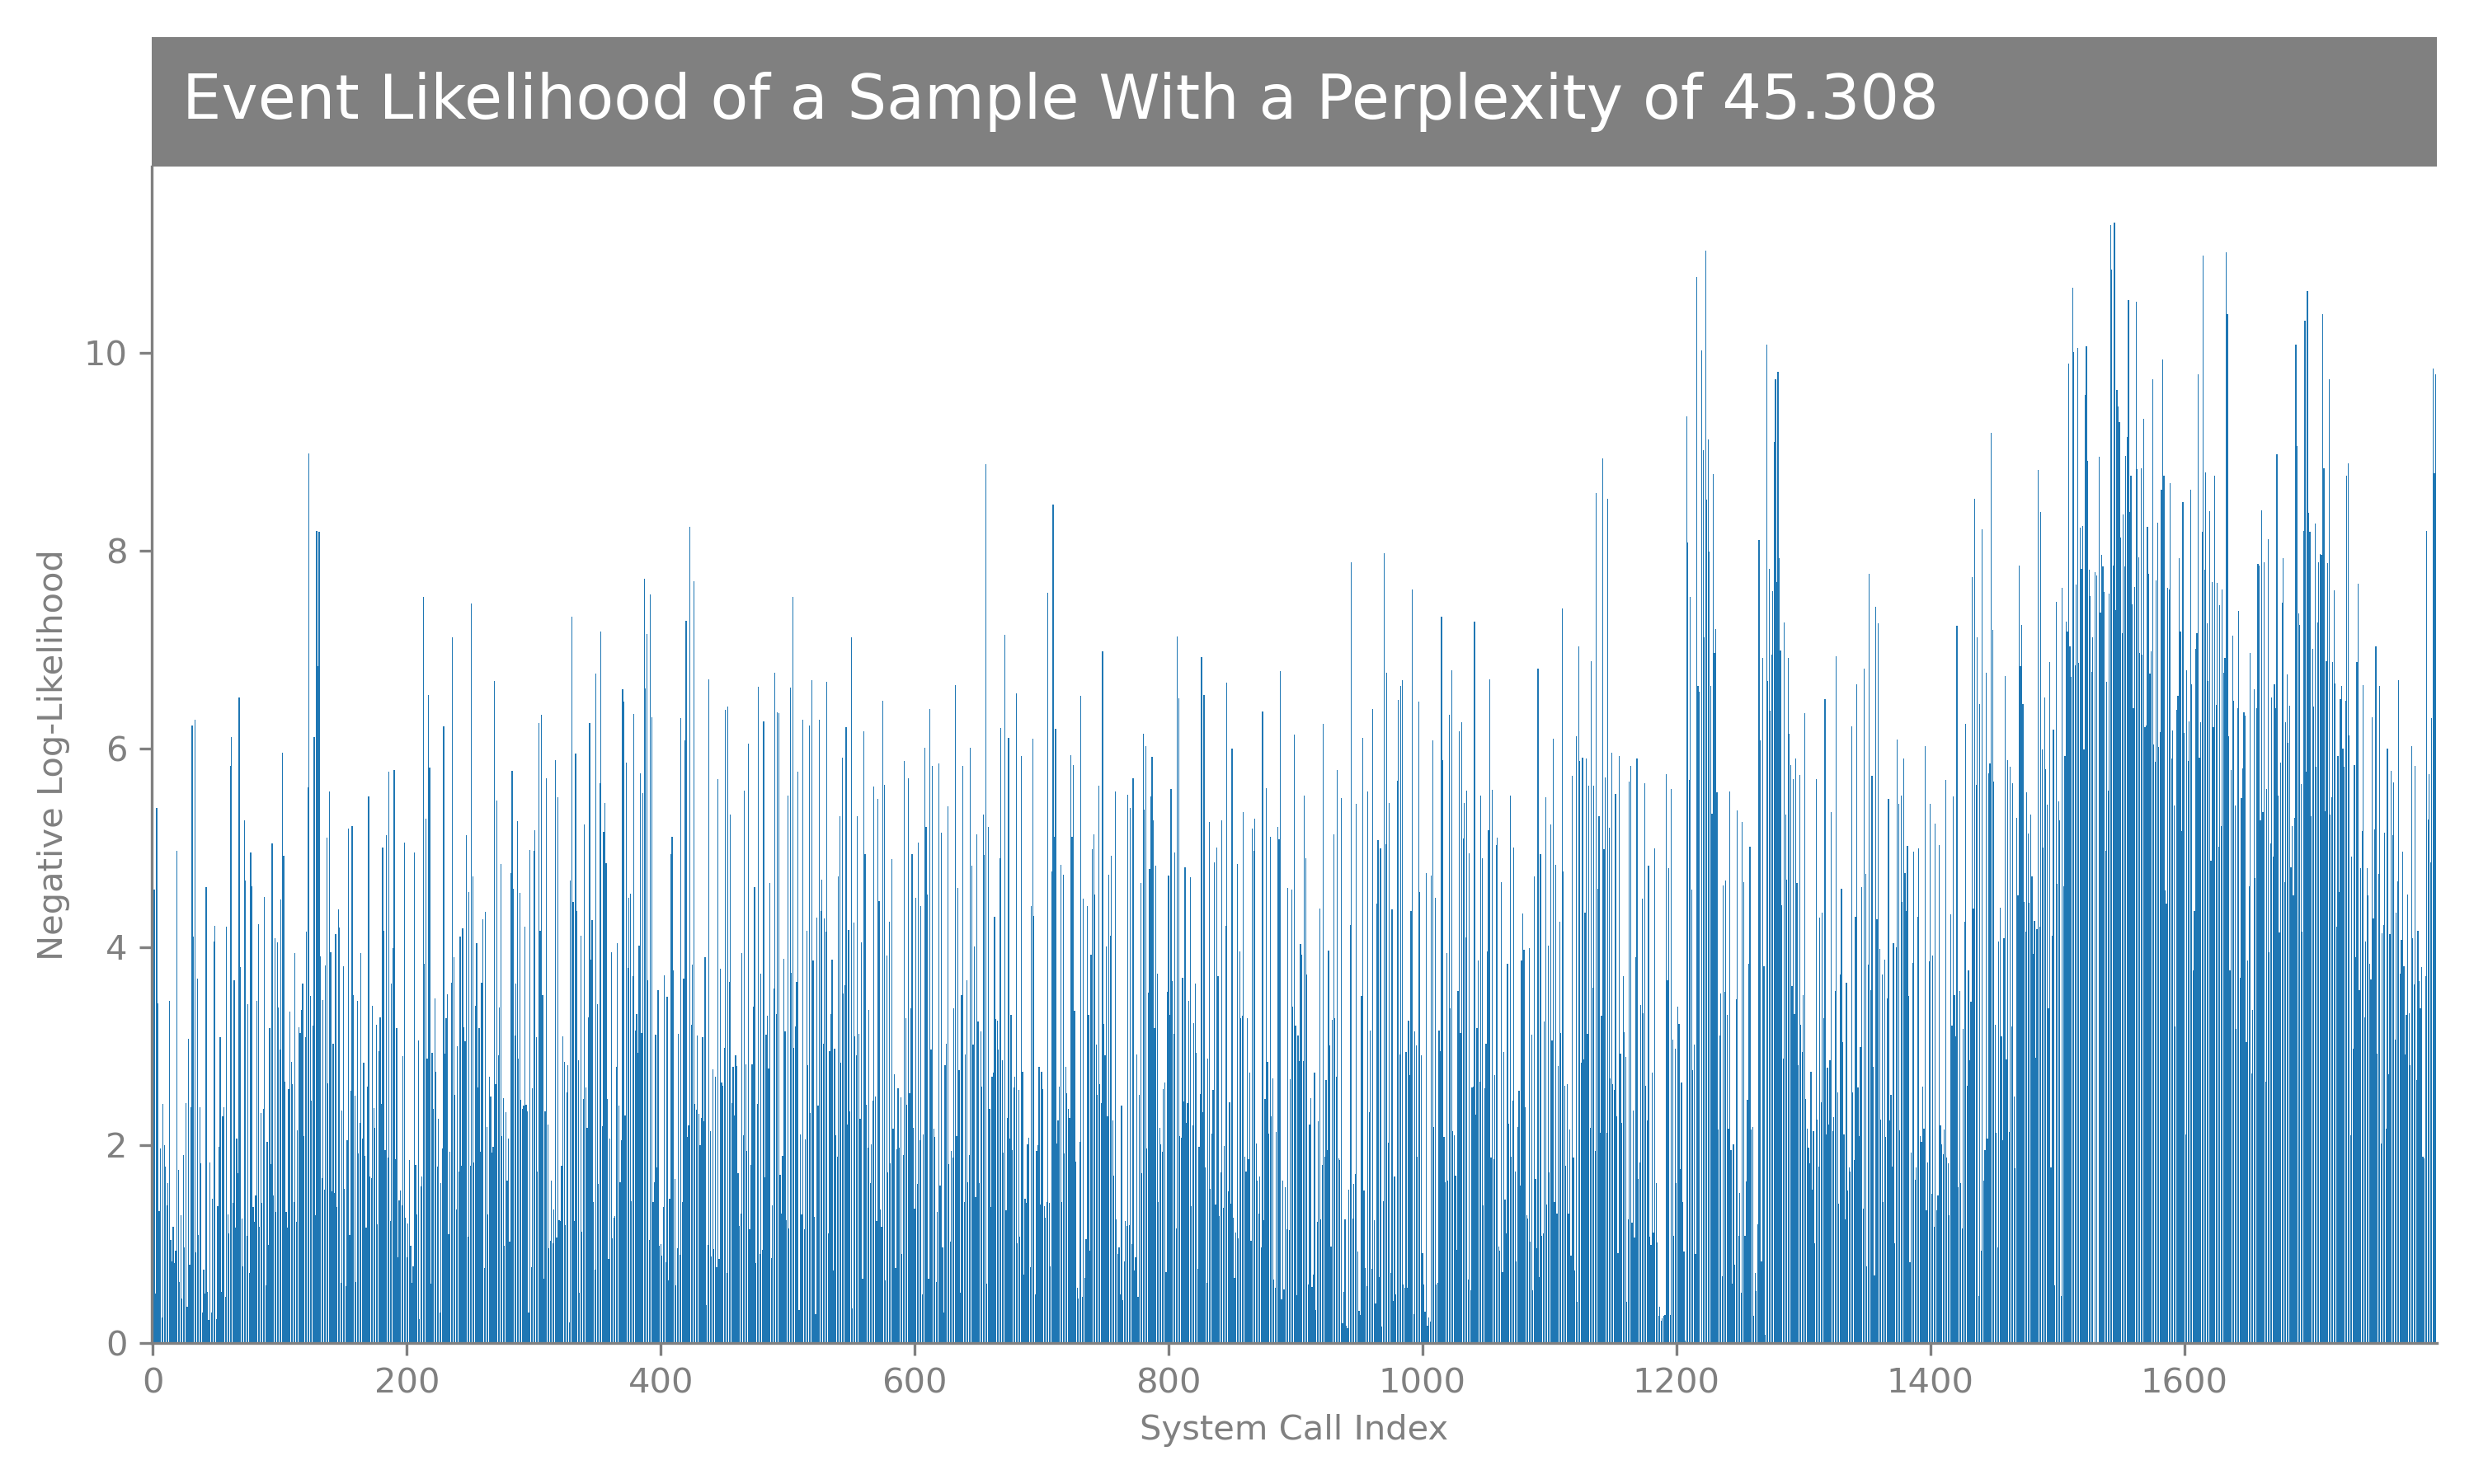 Event Likelihood of a Sample With a Perplexity of 45.308
Negative Log-Likelihood
10
8
6
4
2
0
0 200 400 600 800 1000 1200 1400 1600
System Call Index